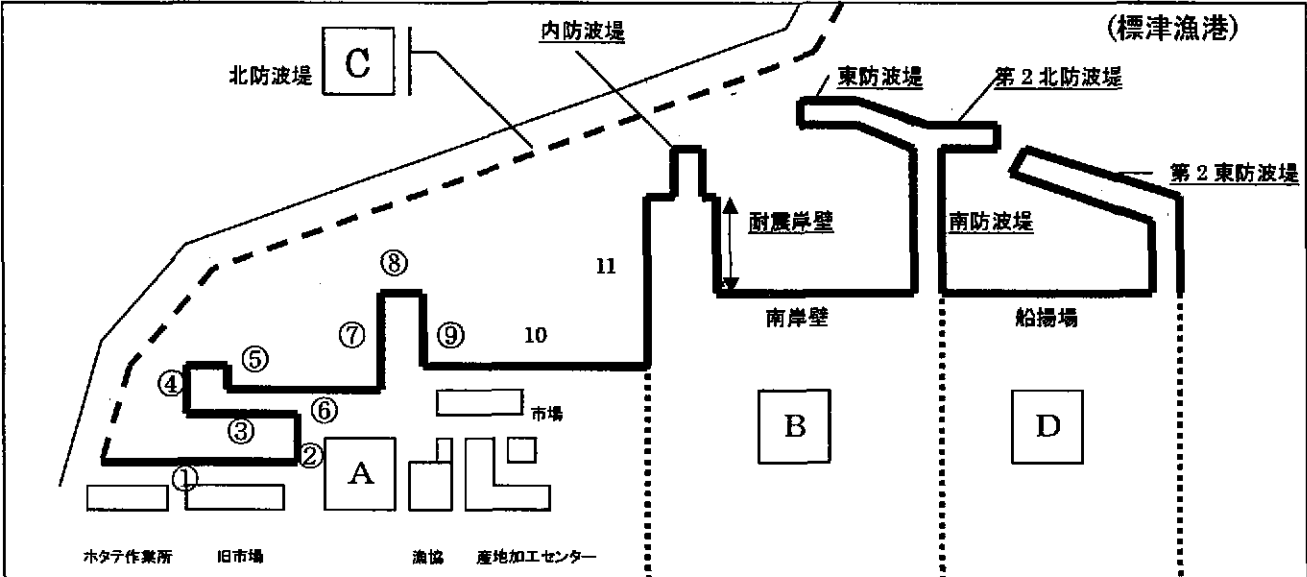 (標津漁港)
内防波堤
北防波堤
C
東防波堤
第2北防波堤
第2東防波堤
耐震岸壁
南防波堤
⑧
11
南岸壁
船揚場
⑦
⑨
10
⑤
④
⑥
市場
③
B
D
②
A
①
ホタテ作業所
旧市場
漁協
産地加工センター